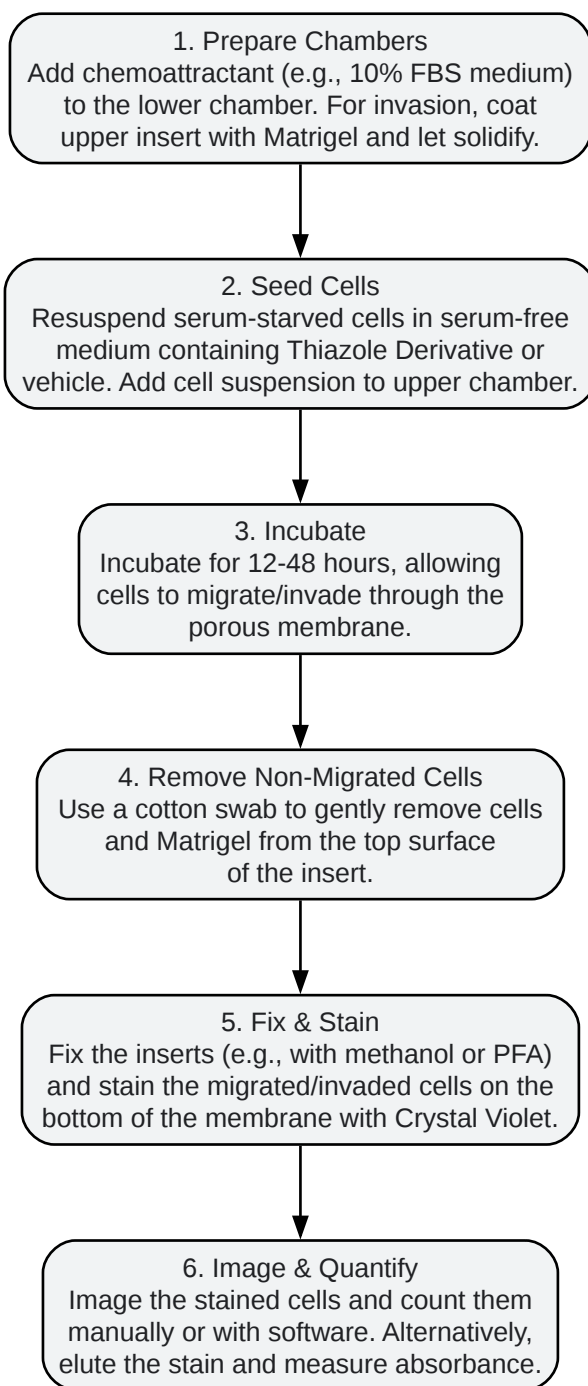 1. Prepare Chambers
Add chemoattractant (e.g., 10% FBS medium)
to the lower chamber. For invasion, coat
upper insert with Matrigel and let solidify.
2. Seed Cells
Resuspend serum-starved cells in serum-free
medium containing Thiazole Derivative or
vehicle. Add cell suspension to upper chamber.
3. Incubate
Incubate for 12-48 hours, allowing
cells to migrate/invade through the
porous membrane.
4. Remove Non-Migrated Cells
Use a cotton swab to gently remove cells
and Matrigel from the top surface
of the insert.
5. Fix & Stain
Fix the inserts (e.g., with methanol or PFA)
and stain the migrated/invaded cells on the
bottom of the membrane with Crystal Violet.
6. Image & Quantify
Image the stained cells and count them
manually or with software. Alternatively,
elute the stain and measure absorbance.